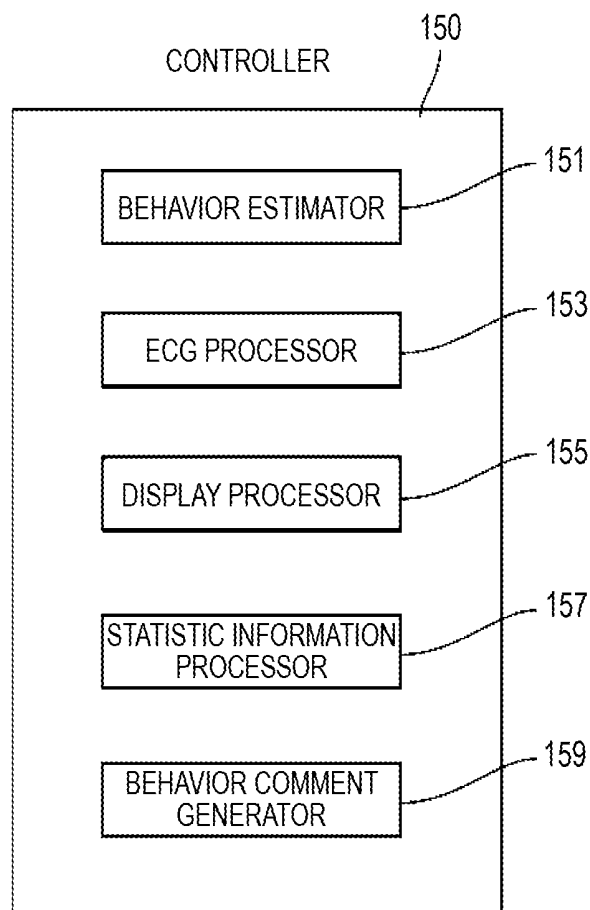 150
CONTROLLER
151
BEHAVIOR ESTIMATOR
153
ECG PROCESSOR
155
DISPLAY PROCESSOR
157
STATISTIC INFORMATION
PROCESSOR
159
BEHAVIOR COMMENT
GENERATOR